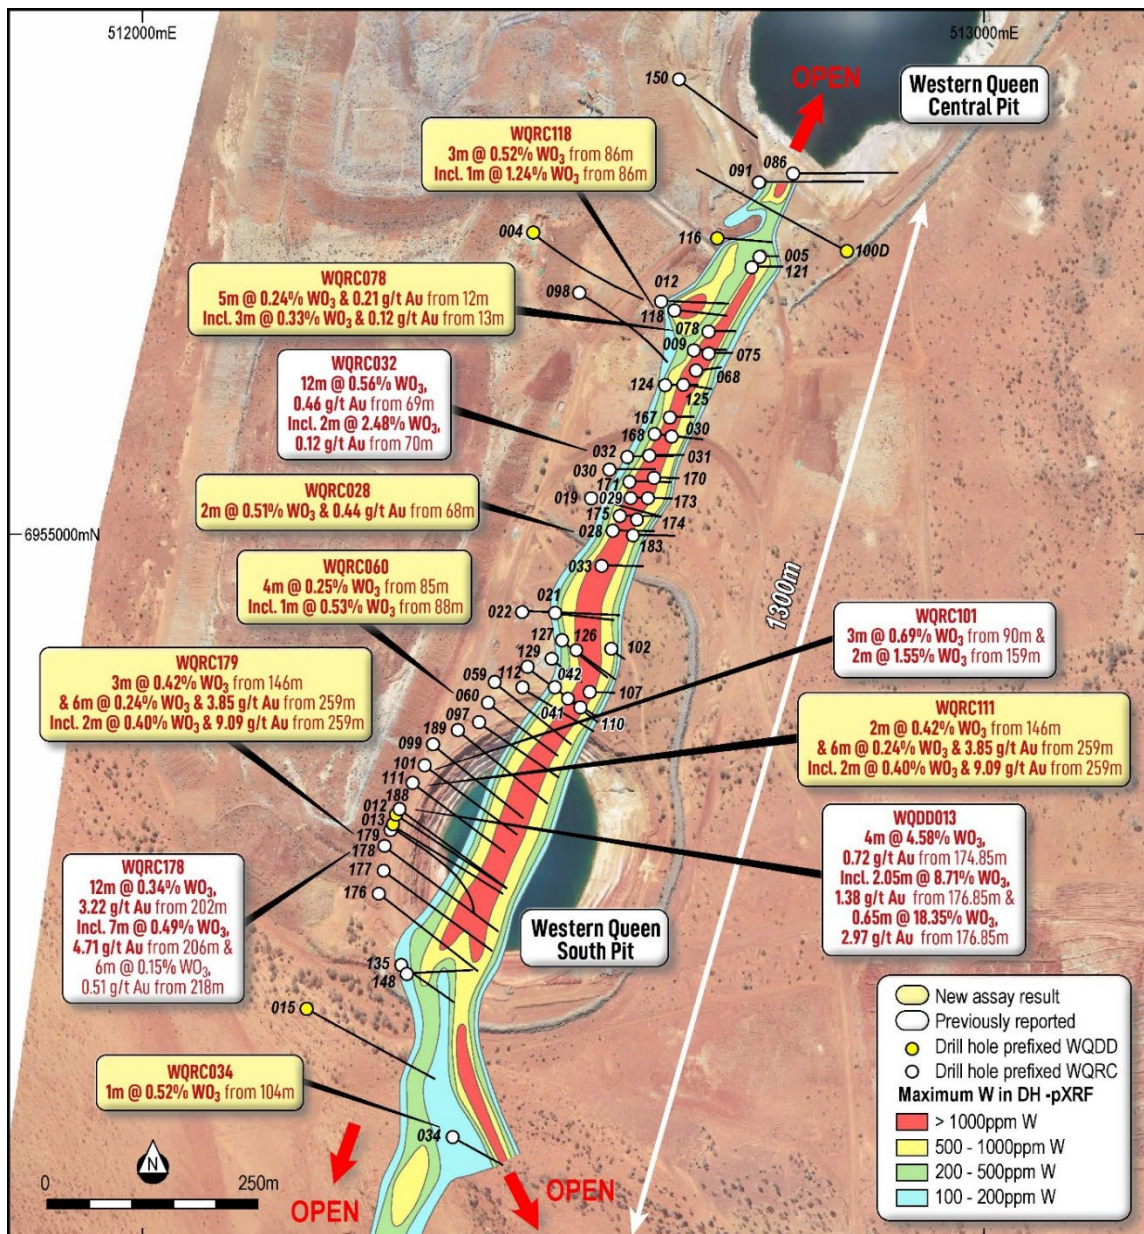 512000mE
513000mE
OPEN
Western Queen
Central Pit
150
WQRC118
3m @ 0.52% WO₃ from 86m
Incl. 1m @ 1.24% WO₃ from 86m
086
091
004
116
100D
005
121
WQRC078
5m @ 0.24% WO₃ & 0.21 g/t Au from 12m
Incl. 3m @ 0.33% WO₃ & 0.12 g/t Au from 13m
098
012
118
078
009
075
068
WQRC032
12m @ 0.56% WO₃,
0.46 g/t Au from 69m
Incl. 2m @ 2.48% WO₃,
0.12 g/t Au from 70m
124
125
167
168
030
032
031
030
171
170
WQRC028
2m @ 0.51% WO₃ & 0.44 g/t Au from 68m
019
029
173
175
174
028
183
6955000mN
033
WQRC060
4m @ 0.25% WO₃ from 85m
Incl. 1m @ 0.53% WO₃ from 88m
1300m
022
021
127
126
102
129
112
042
059
060
107
041
110
WQRC101
3m @ 0.69% WO₃ from 90m &
2m @ 1.55% WO₃ from 159m
WQRC179
3m @ 0.42% WO₃ from 146m
& 6m @ 0.24% WO₃ & 3.85 g/t Au from 259m
Incl. 2m @ 0.40% WO₃ & 9.09 g/t Au from 259m
097
189
099
101
111
188
012
013
179
178
177
176
WQRC111
2m @ 0.42% WO₃ from 146m
& 6m @ 0.24% WO₃ & 3.85 g/t Au from 259m
Incl. 2m @ 0.40% WO₃ & 9.09 g/t Au from 259m
WQDD013
4m @ 4.58% WO₃,
0.72 g/t Au from 174.85m
Incl. 2.05m @ 8.71% WO₃,
1.38 g/t Au from 176.85m &
0.65m @ 18.35% WO₃,
2.97 g/t Au from 176.85m
WQRC178
12m @ 0.34% WO₃,
3.22 g/t Au from 202m
Incl. 7m @ 0.49% WO₃,
4.71 g/t Au from 206m &
6m @ 0.15% WO₃,
0.51 g/t Au from 218m
Western Queen
South Pit
135
148
015
WQRC034
1m @ 0.52% WO₃ from 104m
034
N
0
250m
OPEN
OPEN
New assay result
Previously reported
Drill hole prefixed WQDD
Drill hole prefixed WQRC
Maximum W in DH -pXRF
> 1000ppm W
500 - 1000ppm W
200 - 500ppm W
100 - 200ppm W